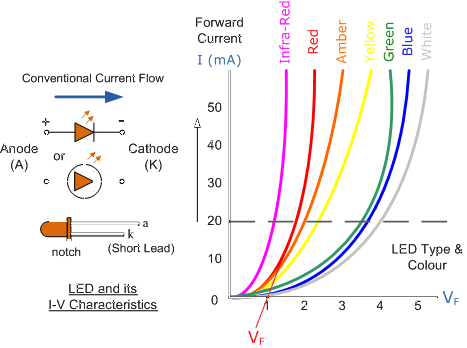 Conventional Current Flow
+
−
Anode
(A)
or
Cathode
(K)
a
k
notch
(Short Lead)
LED and its
I-V Characteristics
Forward
Current
I (mA)
Infra-Red
Red
Amber
Yellow
Green
Blue
White
50
40
30
20
10
0
1
2
3
4
5
VF
LED Type &
Colour
VF